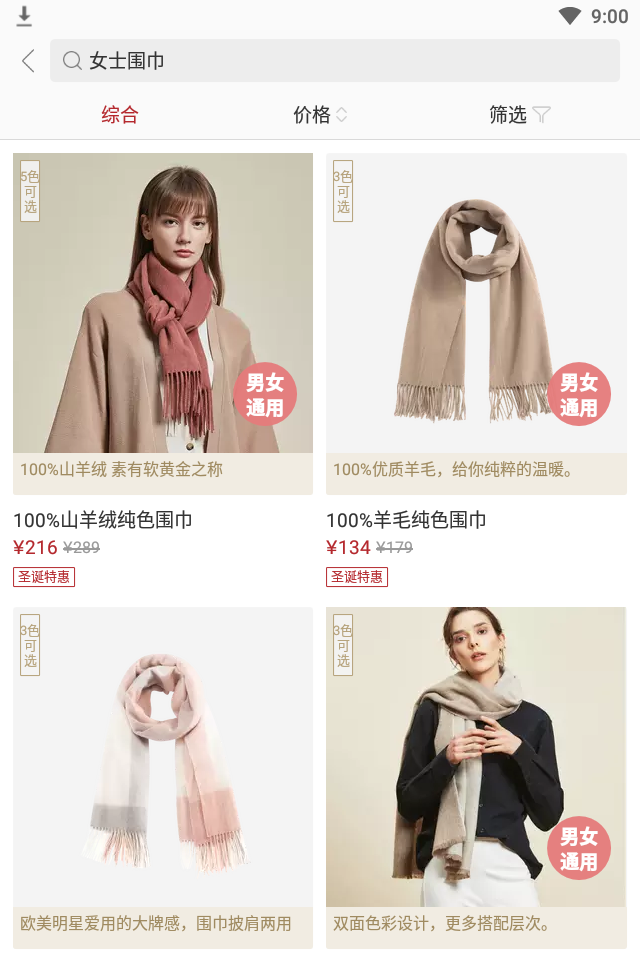 9:00
女士围巾
综合
价格
筛选
5色
可
选
男女
通用
100%山羊绒 素有软黄金之称
100%山羊绒纯色围巾
¥216 ¥289
圣诞特惠
3色
可
选
男女
通用
100%优质羊毛，给你纯粹的温暖。
100%羊毛纯色围巾
¥134 ¥179
圣诞特惠
3色
可
选
欧美明星爱用的大牌感，围巾披肩两用
3色
可
选
男女
通用
双面色彩设计，更多搭配层次。